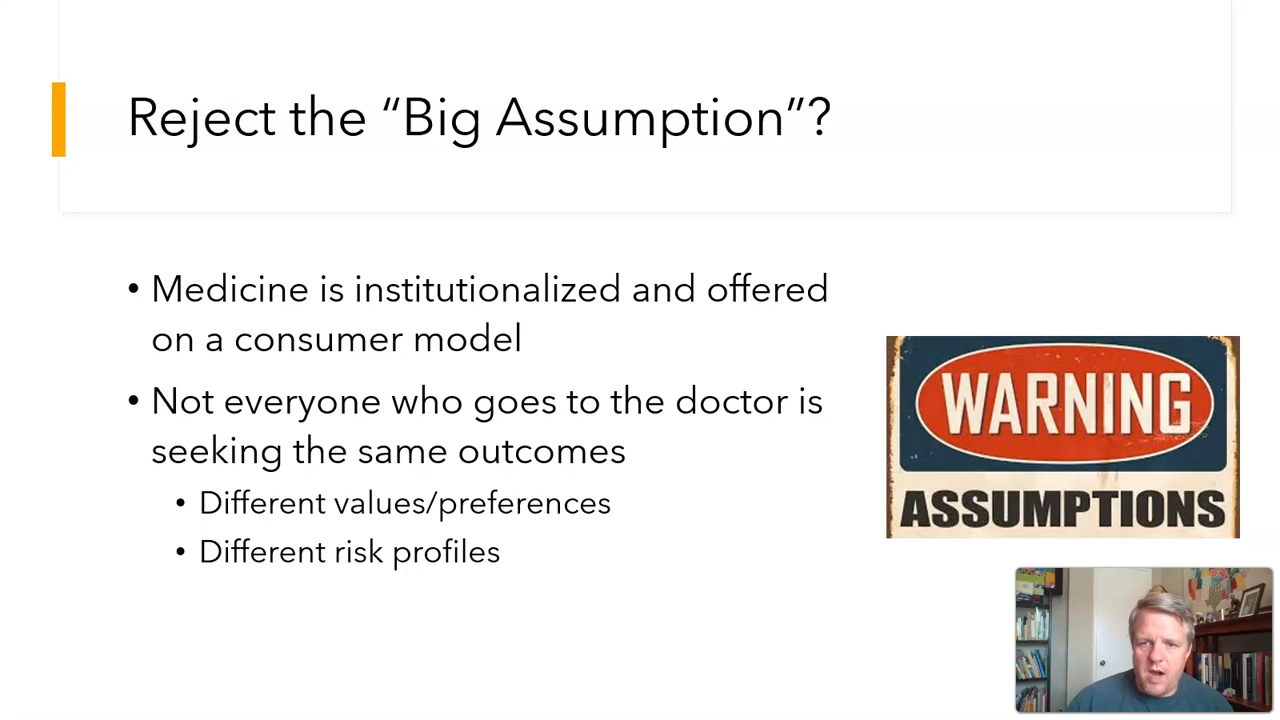 Reject the “Big Assumption”?
• Medicine is institutionalized and offered
on a consumer model
• Not everyone who goes to the doctor is
seeking the same outcomes
• Different values/preferences
• Different risk profiles
WARNING
ASSUMPTIONS